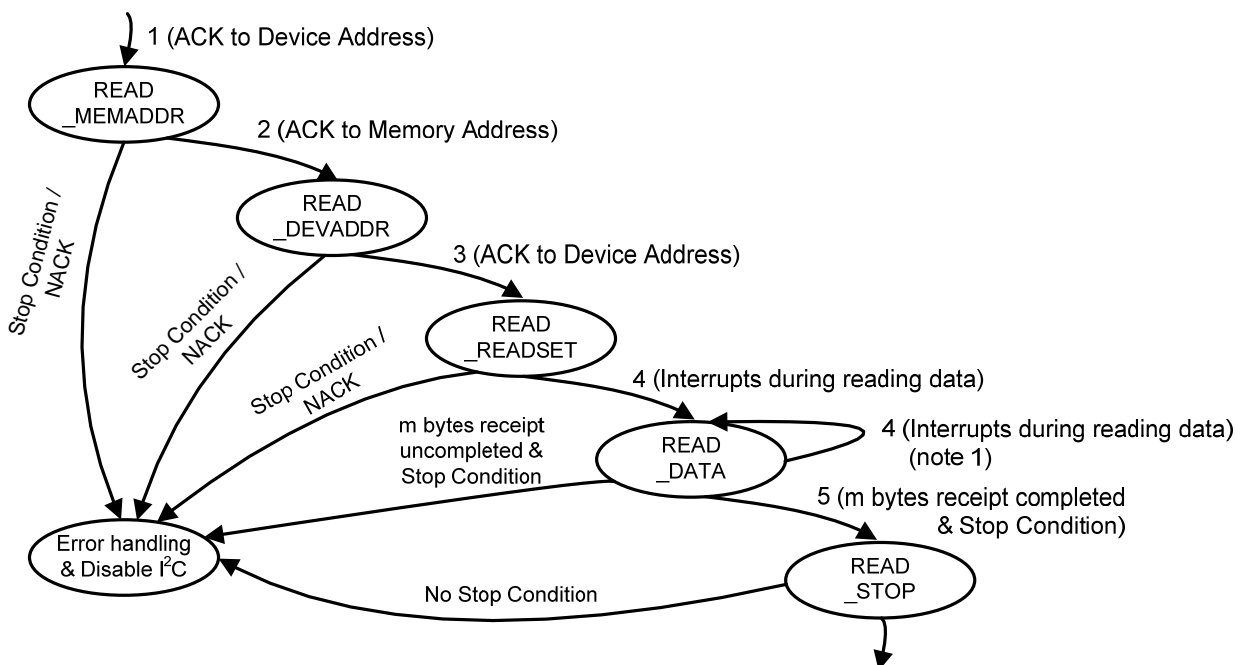 1 (ACK to Device Address)
READ
_MEMADDR
2 (ACK to Memory Address)
Stop Condition /
NACK
READ
_DEVADDR
3 (ACK to Device Address)
Stop Condition /
NACK
READ
_READSET
Stop Condition /
NACK
4 (Interrupts during reading data)
m bytes receipt
uncompleted &
Stop Condition
READ
_DATA
4 (Interrupts during reading data)
(note 1)
5 (m bytes receipt completed
& Stop Condition)
Error handling
& Disable I²C
READ
_STOP
No Stop Condition